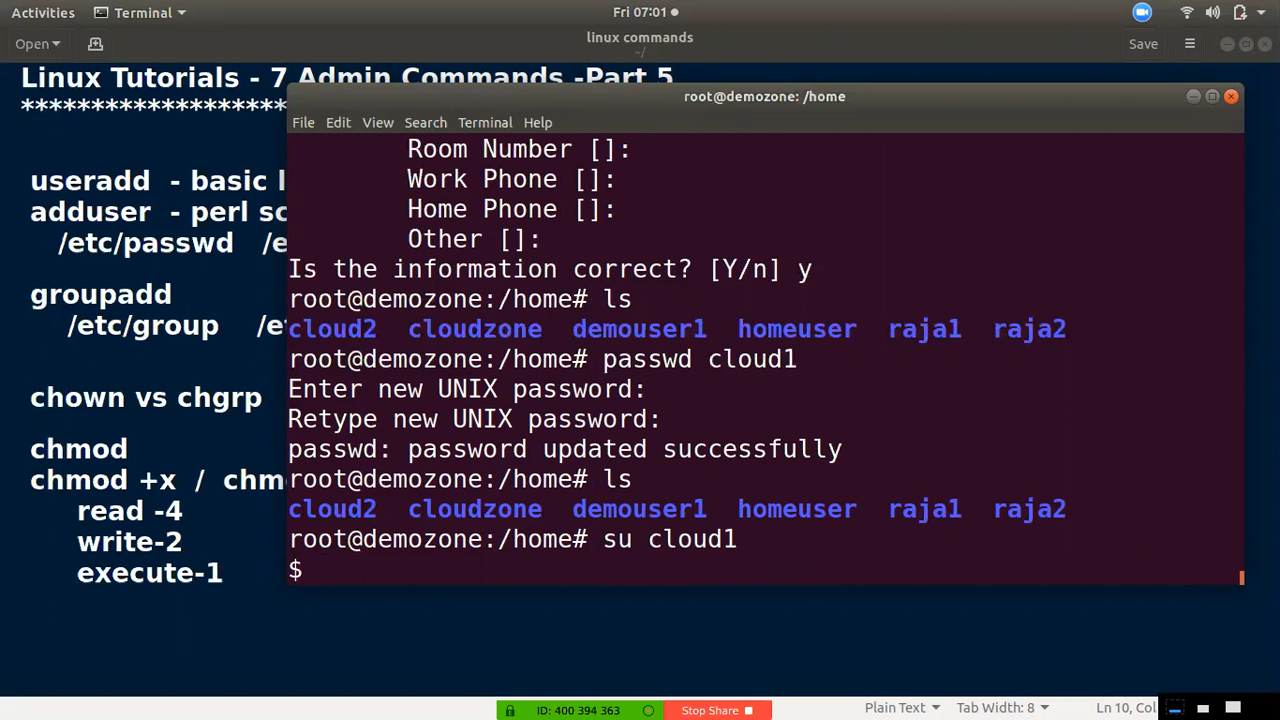 Activities Terminal Fri 07:01
Open linux commands Save
~/
Linux Tutorials - 7 Admin Commands -Part 5
********************
root@demozone: /home
File Edit View Search Terminal Help
useradd - basic l
adduser - perl sc
/etc/passwd /e
groupadd
/etc/group /et
chown vs chgrp
chmod
chmod +x / chm
read -4
write-2
execute-1
Room Number []:
Work Phone []:
Home Phone []:
Other []:
Is the information correct? [Y/n] y
root@demozone:/home# ls
cloud2 cloudzone demouser1 homeuser raja1 raja2
root@demozone:/home# passwd cloud1
Enter new UNIX password:
Retype new UNIX password:
passwd: password updated successfully
root@demozone:/home# ls
cloud2 cloudzone demouser1 homeuser raja1 raja2
root@demozone:/home# su cloud1
$
Plain Text Tab Width: 8 Ln 10, Col
ID: 400 394 363 Stop Share